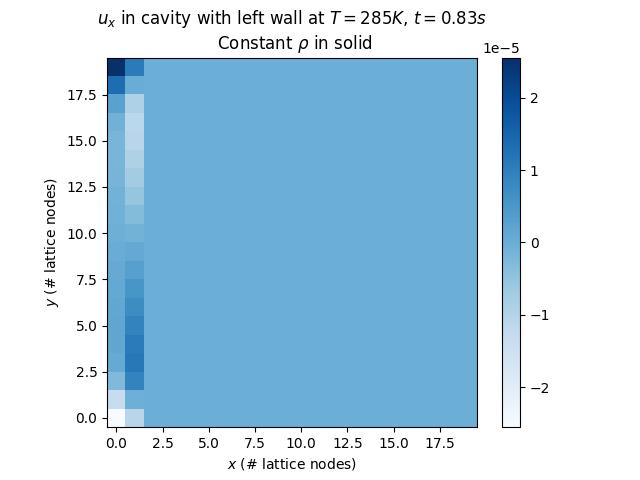 u_x in cavity with left wall at T = 285K, t = 0.83s
Constant ρ in solid
1e−5
17.5
15.0
12.5
10.0
7.5
5.0
2.5
0.0
y (# lattice nodes)
0.0 2.5 5.0 7.5 10.0 12.5 15.0 17.5
x (# lattice nodes)
2
1
0
−1
−2